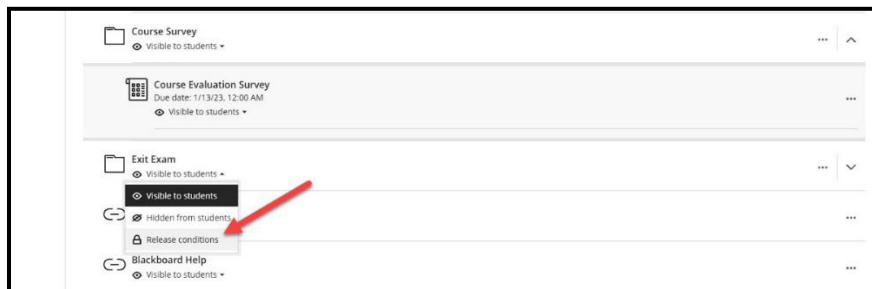 Course Survey
Visible to students
Course Evaluation Survey
Due date: 1/13/23, 12:00 AM
Visible to students
Exit Exam
Visible to students
Visible to students
Hidden from students
Release conditions
Blackboard Help
Visible to students